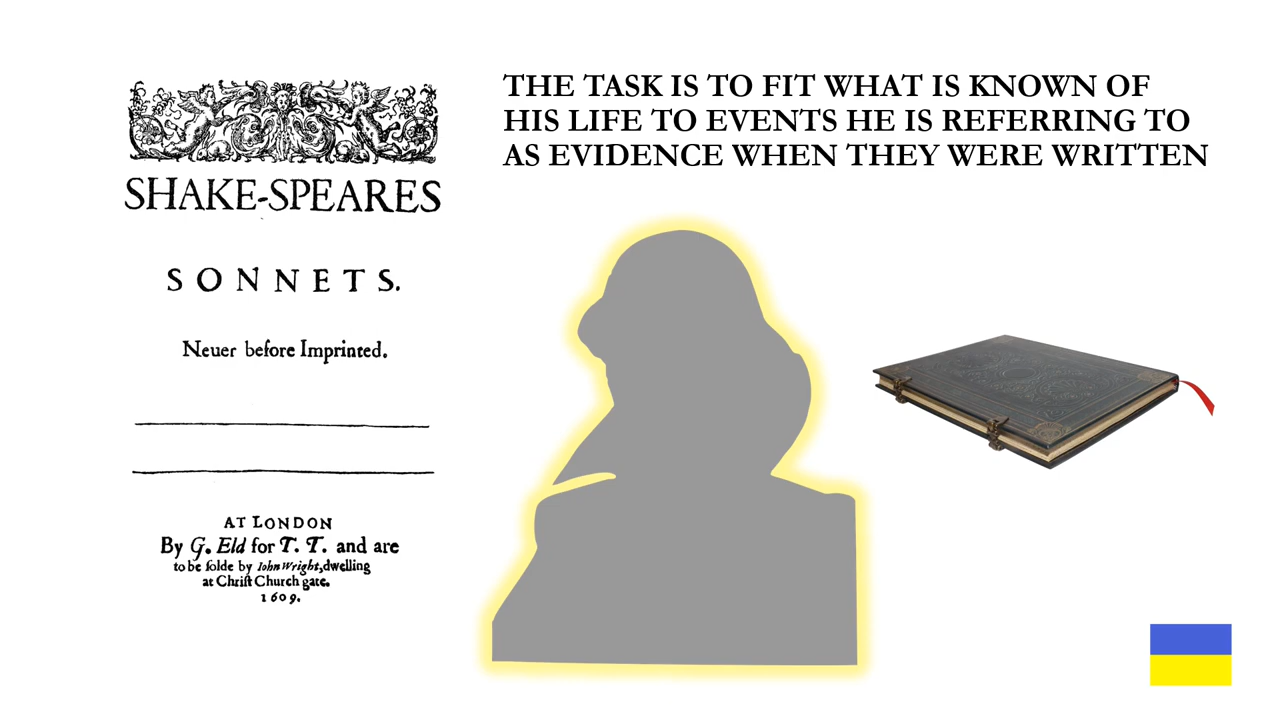 SHAKE-SPEARES
SONNETS.
Neuer before Imprinted.
AT LONDON
By G. Eld for T. T. and are
to be ſolde by Iohn Wright, dwelling
at Chriſt Church gate.
1609.
THE TASK IS TO FIT WHAT IS KNOWN OF
HIS LIFE TO EVENTS HE IS REFERRING TO
AS EVIDENCE WHEN THEY WERE WRITTEN